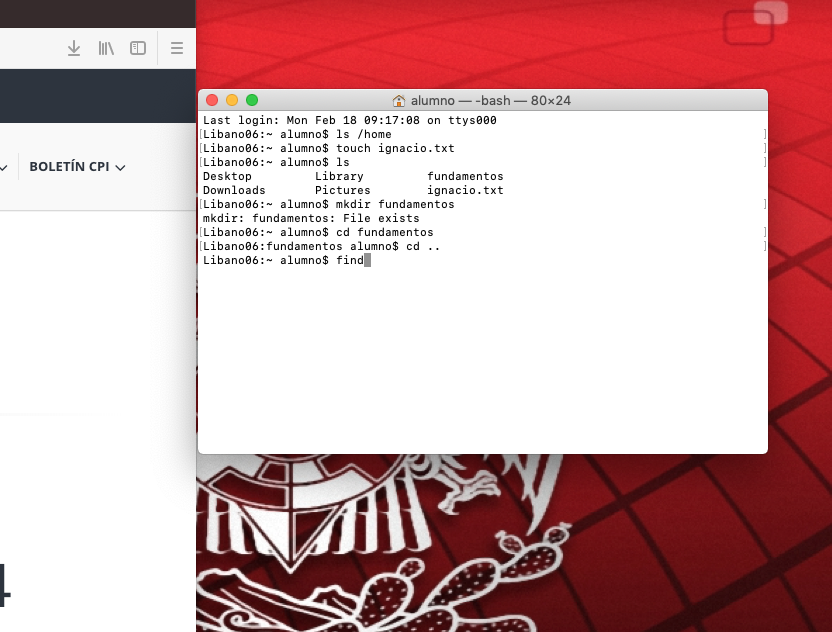 BOLETÍN CPI
4
alumno — -bash — 80×24
Last login: Mon Feb 18 09:17:08 on ttys000
[Libano06:~ alumno$ ls /home ]
[Libano06:~ alumno$ touch ignacio.txt ]
[Libano06:~ alumno$ ls ]
Desktop Library fundamentos
Downloads Pictures ignacio.txt
[Libano06:~ alumno$ mkdir fundamentos ]
mkdir: fundamentos: File exists
[Libano06:~ alumno$ cd fundamentos ]
[Libano06:fundamentos alumno$ cd .. ]
Libano06:~ alumno$ find